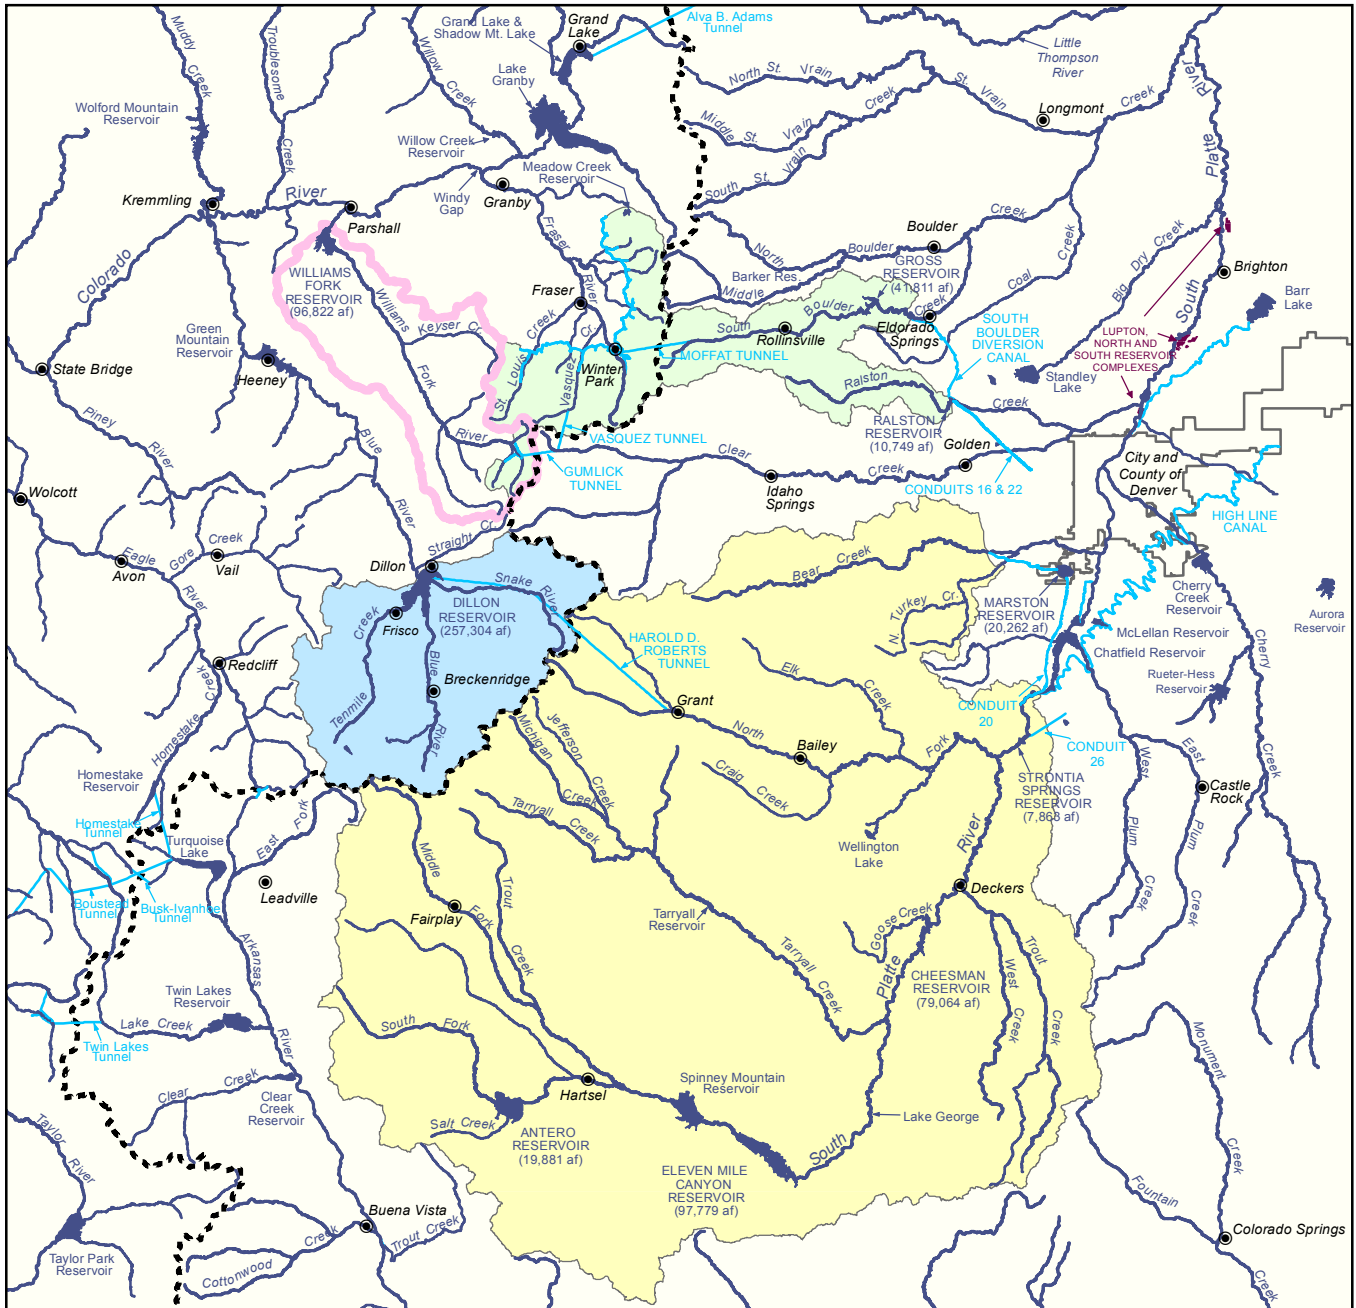 Muddy
Creek
Troublesome
Creek
Willow
Creek
Grand Lake &
Shadow Mt. Lake
Grand
Lake
Alva B. Adams
Tunnel
Little
Thompson
River
Lake
Granby
North St. Vrain
St.
Vrain
Creek
Longmont
River
Platte
South
Wolford Mountain
Reservoir
Willow Creek
Reservoir
Middle
St.
Vrain
Creek
Meadow Creek
Reservoir
South
St.
Vrain
Kremmling
River
Parshall
Windy
Gap
Granby
Fraser
River
North
Boulder
Creek
Boulder
Coal
Creek
Big Dry Creek
Brighton
Barr
Lake
Colorado
WILLIAMS
FORK
RESERVOIR
(96,822 af)
Williams
Fork
River
Keyser Cr.
Fraser
Barker Res.
Middle
GROSS
RESERVOIR
(41,811 af)
South
Boulder
Creek
Eldorado
Springs
Rollinsville
SOUTH
BOULDER
DIVERSION
CANAL
LUPTON,
NORTH AND
SOUTH RESERVOIR
COMPLEXES
Standley
Lake
Green
Mountain
Reservoir
Heeney
State Bridge
St. Louis
Creek
Vasquez
Cr.
Winter
Park
MOFFAT TUNNEL
Ralston
Creek
RALSTON
RESERVOIR
(10,749 af)
Piney
River
Blue
River
VASQUEZ TUNNEL
GUMLICK
TUNNEL
Clear
Creek
Idaho
Springs
Golden
CONDUITS 16 & 22
City and
County of
Denver
HIGH LINE
CANAL
Wolcott
Eagle
River
Gore
Creek
Avon
Vail
Straight
Cr.
Dillon
Snake
River
DILLON
RESERVOIR
(257,304 af)
Frisco
Tenmile
Creek
Blue
River
Breckenridge
Bear Creek
N. Turkey Cr.
MARSTON
RESERVOIR
(20,262 af)
Cherry
Creek
Reservoir
Aurora
Reservoir
McLellan Reservoir
Chatfield Reservoir
Cherry
Creek
Rueter-Hess
Reservoir
HAROLD D.
ROBERTS
TUNNEL
Redcliff
Homestake
Creek
Elk
Creek
Grant
North
Fork
Bailey
CONDUIT
20
CONDUIT
26
Michigan
Creek
Jefferson
Creek
Craig
Creek
STRONTIA
SPRINGS
RESERVOIR
(7,863 af)
West
Plum
Creek
East
Plum
Creek
Castle
Rock
Homestake
Reservoir
Homestake
Tunnel
Turquoise
Lake
East
Fork
Tarryall
Creek
Wellington
Lake
River
Deckers
Boustead
Tunnel
Busk-Ivanhoe
Tunnel
Leadville
Arkansas
River
Middle
Fork
Trout
Creek
Fairplay
Tarryall
Reservoir
Tarryall
Creek
Goose Creek
Platte
CHEESMAN
RESERVOIR
(79,064 af)
West
Creek
Trout
Creek
Twin Lakes
Reservoir
Lake Creek
Twin Lakes
Tunnel
South
Fork
Hartsel
Spinney Mountain
Reservoir
Lake George
South
Monument
Creek
Clear
Creek
Clear
Creek
Reservoir
Salt Creek
ANTERO
RESERVOIR
(19,881 af)
ELEVEN MILE
CANYON
RESERVOIR
(97,779 af)
Taylor
River
Taylor Park
Reservoir
Cottonwood
Creek
Buena Vista
Trout Creek
Fountain
Creek
Colorado Springs